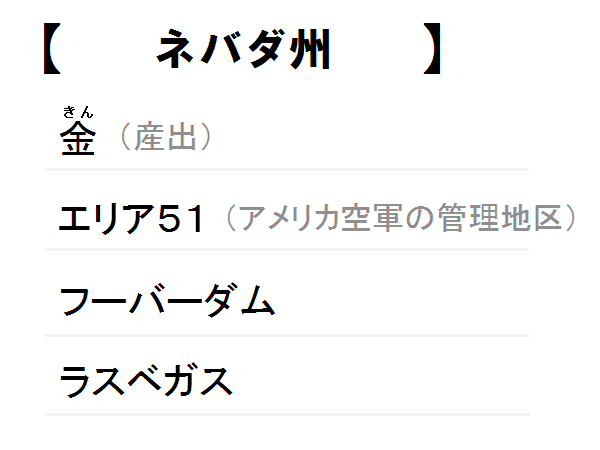 【　ネバダ州　】
きん
金（産出）
エリア５１（アメリカ空軍の管理地区）
フーバーダム
ラスベガス